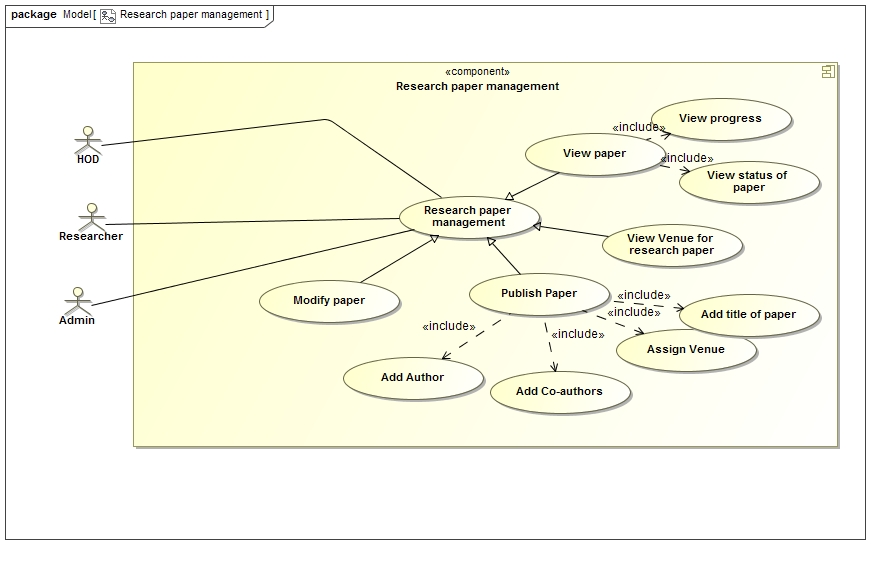 package Model[ Research paper management ]
«component»
Research paper management
HOD
Researcher
Admin
View progress
«include»
View paper
«include»
View status of
paper
Research paper
management
View Venue for
research paper
Modify paper
Publish Paper
«include»
Add title of paper
«include»
Assign Venue
«include»
«include»
Add Author
Add Co-authors